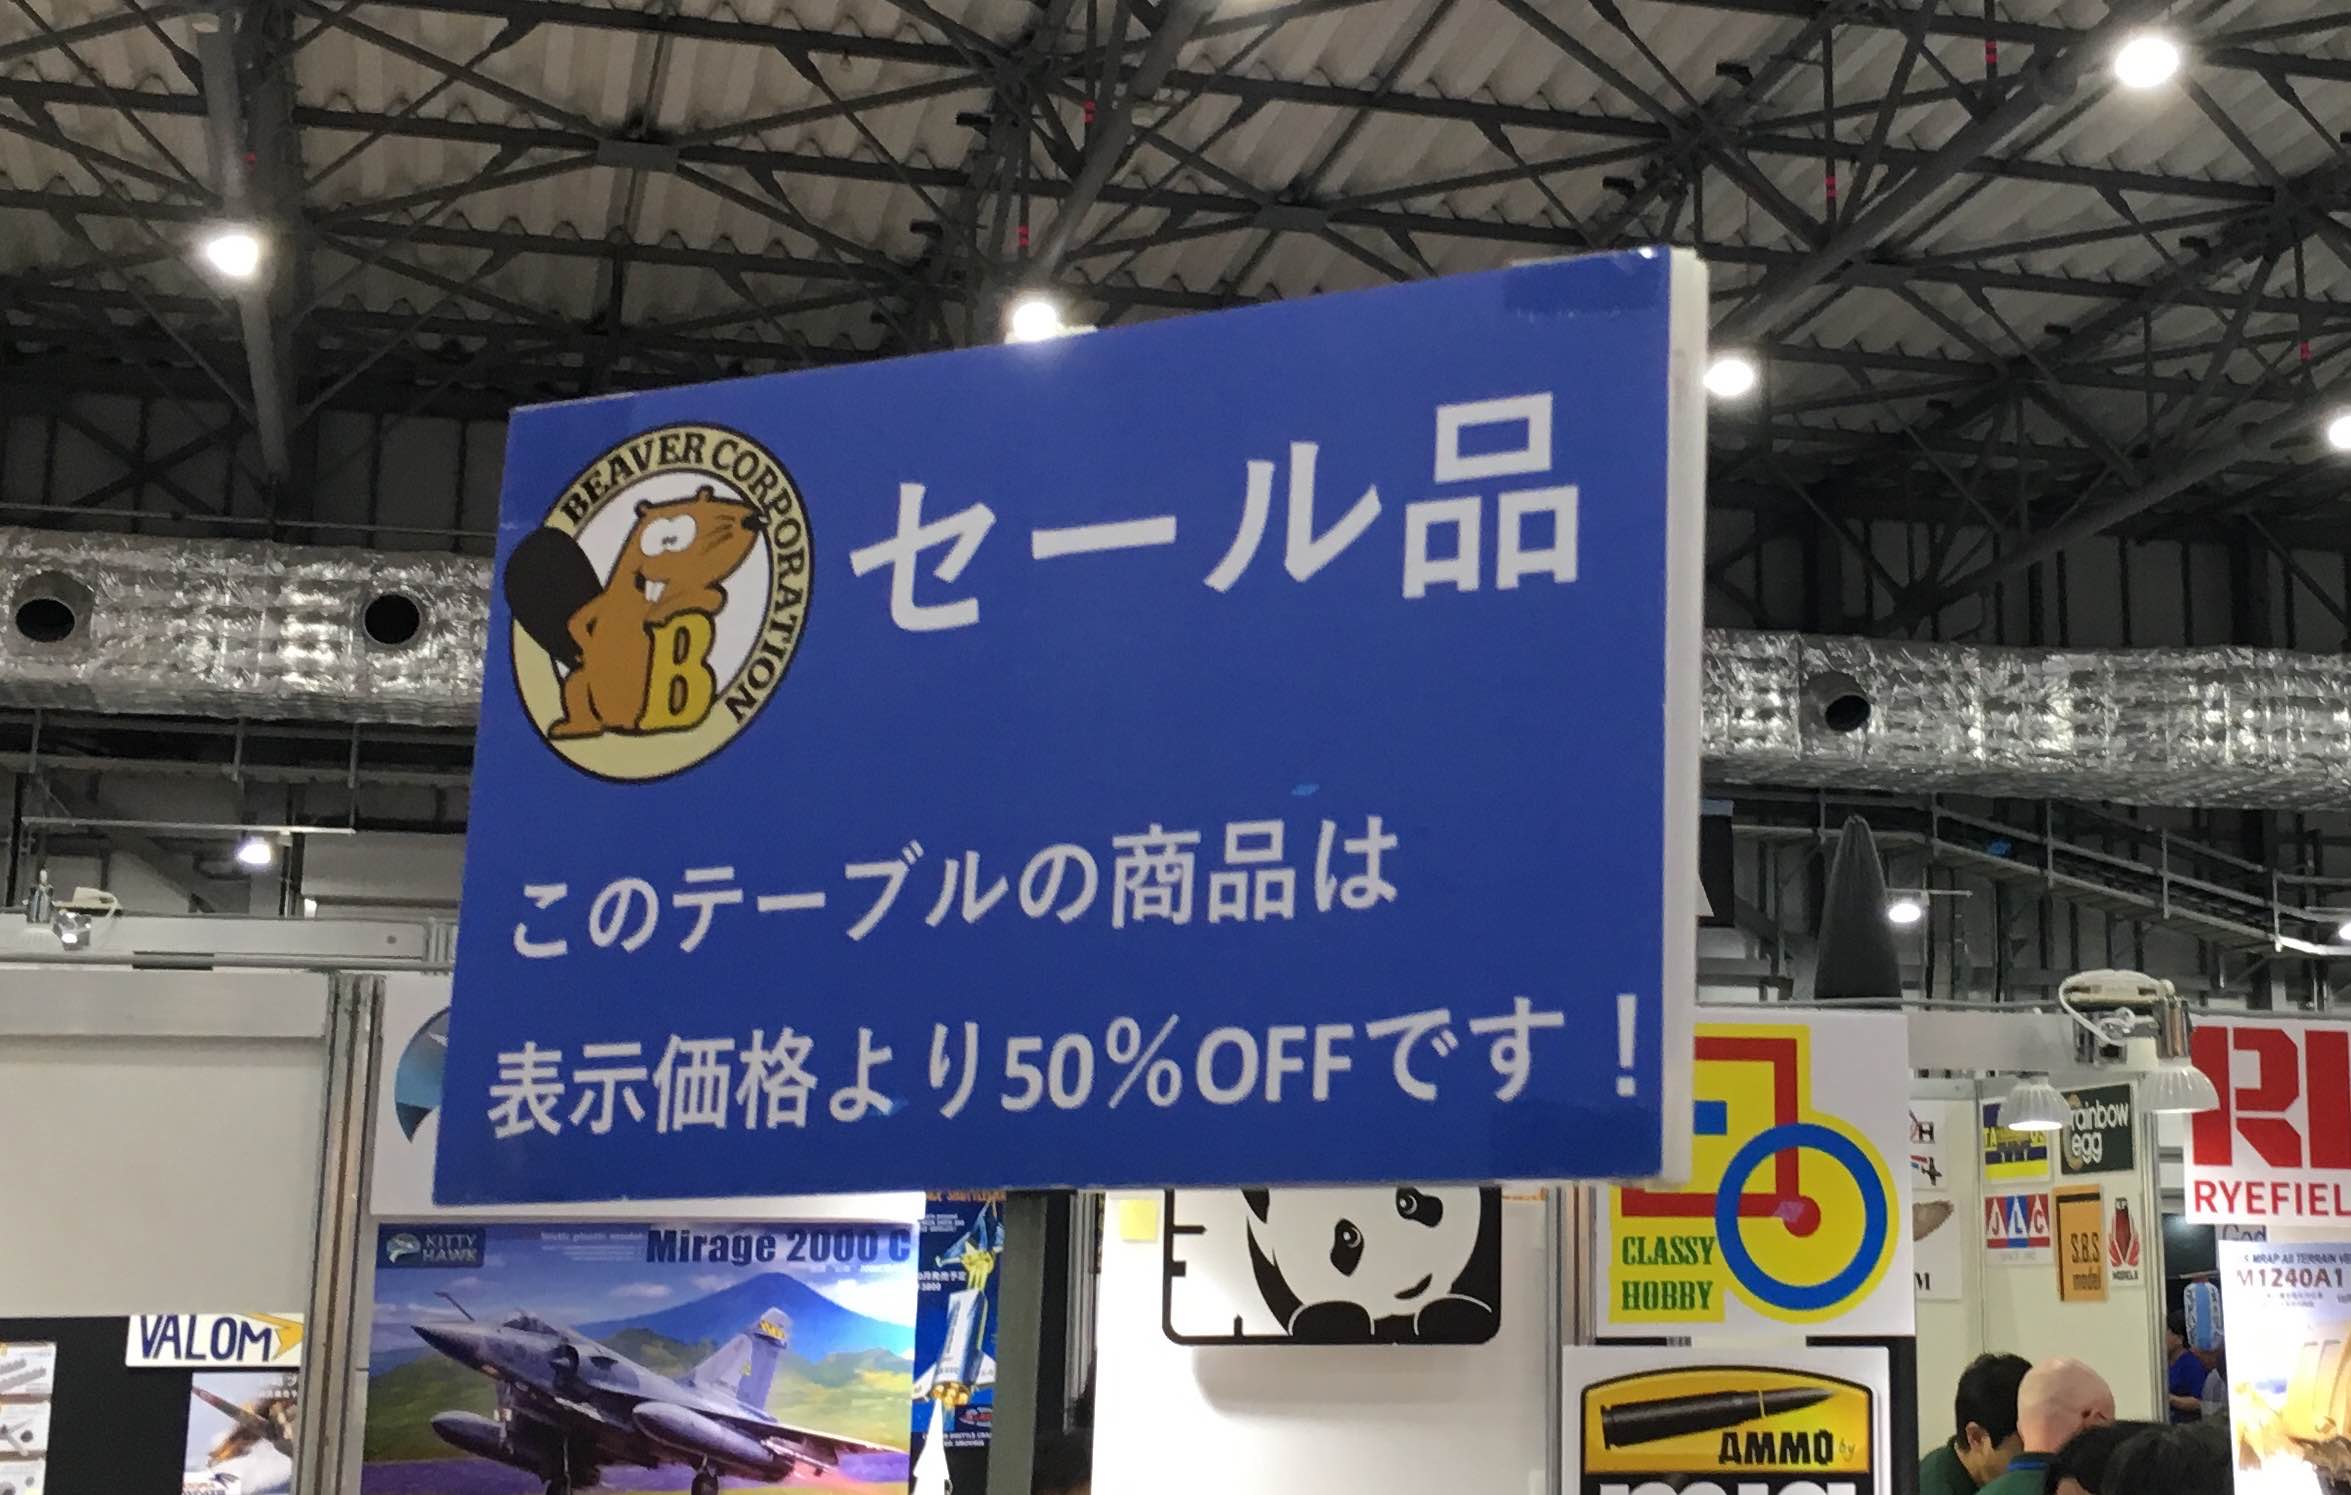 BEAVER CORPORATION
B
セール品
このテーブルの商品は
表示価格より50%OFFです！
KITTY HAWK
Mirage 2000 C
VALOM
CLASSY
HOBBY
AMMO by
rainbow
egg
JLC
S.B.S
model
RYEFIEL
M1240A1